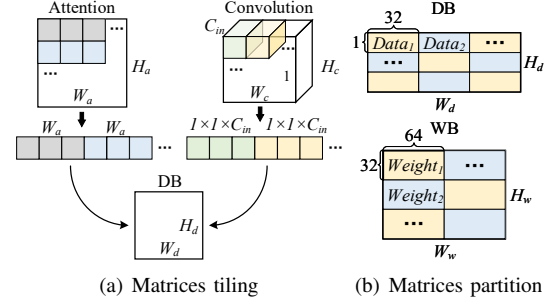 Attention
...
...
H_a
W_a
Convolution
C_in
...
...
1
H_c
W_c
W_a
W_a
...
1×1×C_in
1×1×C_in
...
DB
H_d
W_d
(a) Matrices tiling
DB
32
1
Data_1
Data_2
...
...
H_d
W_d
WB
64
32
Weight_1
...
Weight_2
H_w
...
W_w
(b) Matrices partition